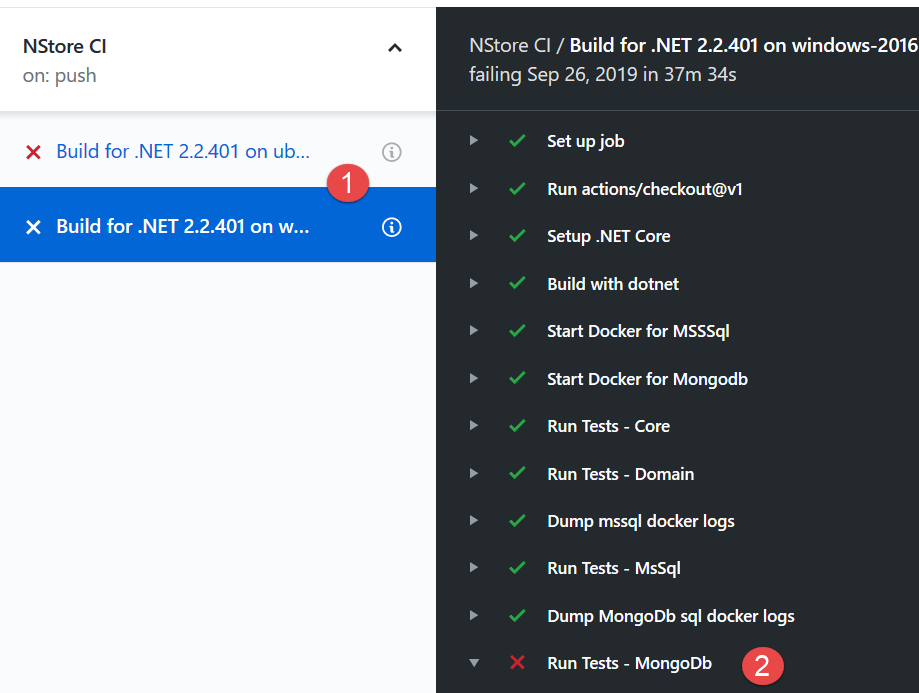 NStore CI
on: push
Build for .NET 2.2.401 on ub...
1
Build for .NET 2.2.401 on w...
NStore CI / Build for .NET 2.2.401 on windows-2016
failing Sep 26, 2019 in 37m 34s
Set up job
Run actions/checkout@v1
Setup .NET Core
Build with dotnet
Start Docker for MSSSql
Start Docker for Mongodb
Run Tests - Core
Run Tests - Domain
Dump mssql docker logs
Run Tests - MsSql
Dump MongoDb sql docker logs
Run Tests - MongoDb 2